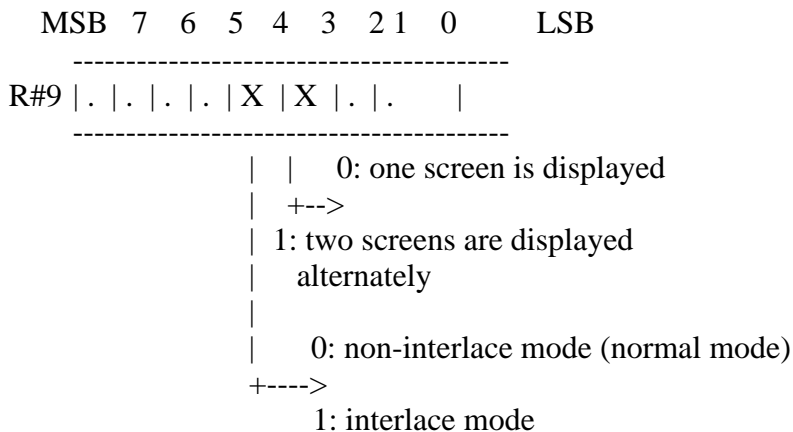 MSB 7 6 5 4 3 2 1 0 LSB
-----------------------------------------
R#9 | . | . | . | . | X | X | . | . |
-----------------------------------------
| | 0: one screen is displayed
| +-->
| 1: two screens are displayed
| alternately
|
| 0: non-interlace mode (normal mode)
+---->
1: interlace mode